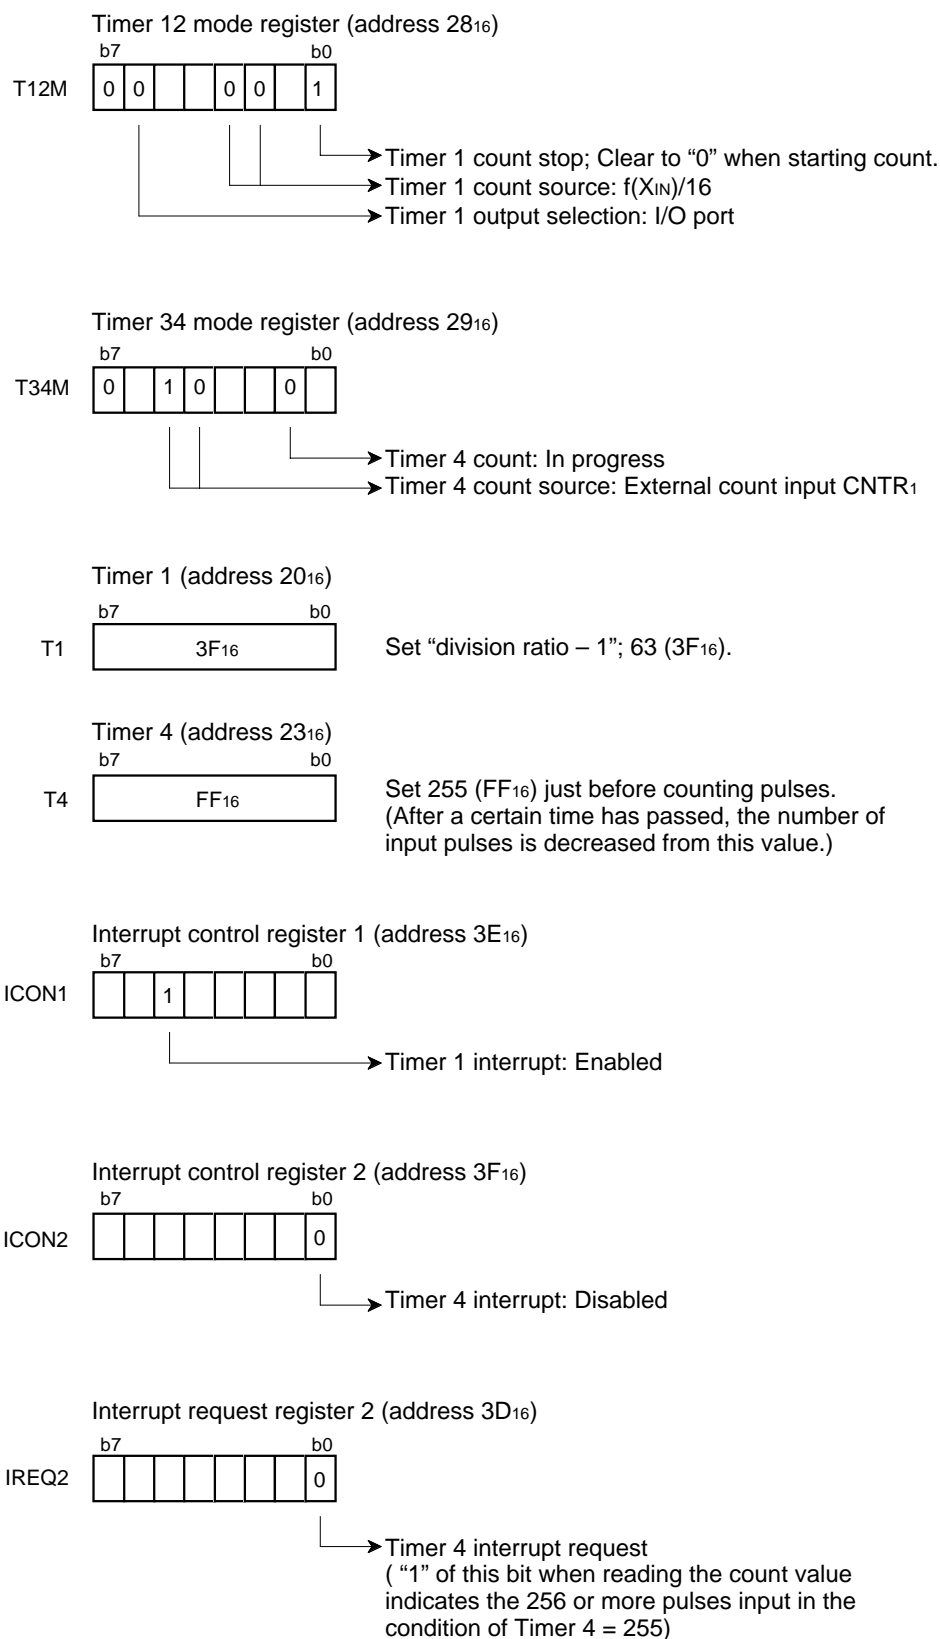 Timer 12 mode register (address 28₁₆)
b7 b0
T12M 0 0 0 0 1
Timer 1 count stop; Clear to “0” when starting count.
Timer 1 count source: f(XIN)/16
Timer 1 output selection: I/O port
Timer 34 mode register (address 29₁₆)
b7 b0
T34M 0 1 0 0
Timer 4 count: In progress
Timer 4 count source: External count input CNTR₁
Timer 1 (address 20₁₆)
b7 b0
T1 3F₁₆ Set “division ratio – 1”; 63 (3F₁₆).
Timer 4 (address 23₁₆)
b7 b0
T4 FF₁₆ Set 255 (FF₁₆) just before counting pulses.
(After a certain time has passed, the number of
input pulses is decreased from this value.)
Interrupt control register 1 (address 3E₁₆)
b7 b0
ICON1 1
Timer 1 interrupt: Enabled
Interrupt control register 2 (address 3F₁₆)
b7 b0
ICON2 0
Timer 4 interrupt: Disabled
Interrupt request register 2 (address 3D₁₆)
b7 b0
IREQ2 0
Timer 4 interrupt request
( “1” of this bit when reading the count value
indicates the 256 or more pulses input in the
condition of Timer 4 = 255)